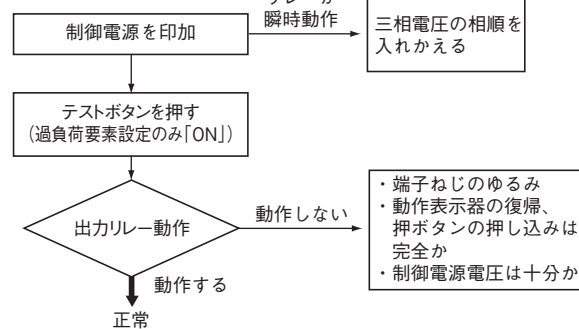 リレーが
瞬時動作
制御電源を印加
三相電圧の相順を
入れかえる
テストボタンを押す
(過負荷要素設定のみ「ON」)
出力リレー動作
動作しない
・端子ねじのゆるみ
・動作表示器の復帰、
押ボタンの押し込みは
完全か
・制御電源電圧は十分か
動作する
正常